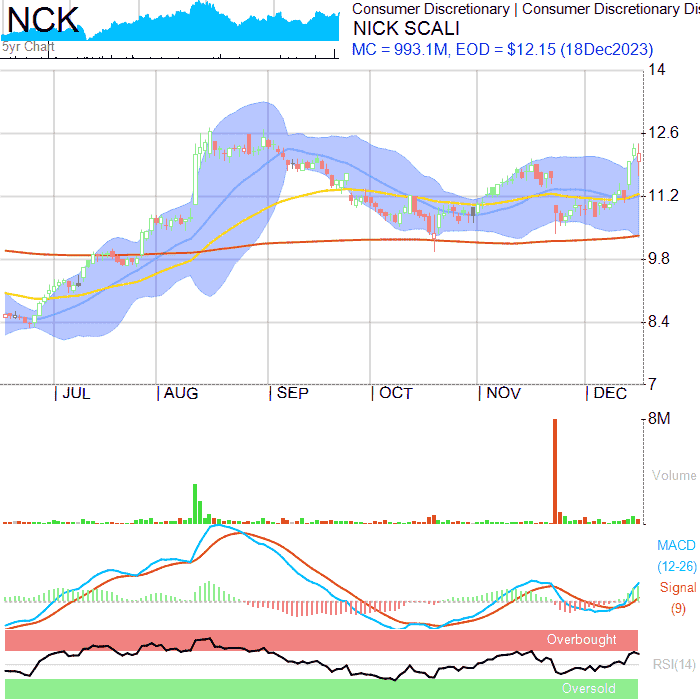 NCK
5yr Chart
Consumer Discretionary | Consumer Discretionary Dis
NICK SCALI
MC = 993.1M, EOD = $12.15 (18Dec2023)
14
12.6
11.2
9.8
8.4
7
JUL
AUG
SEP
OCT
NOV
DEC
8M
Volume
MACD
(12-26)
Signal
(9)
Overbought
RSI(14)
Oversold